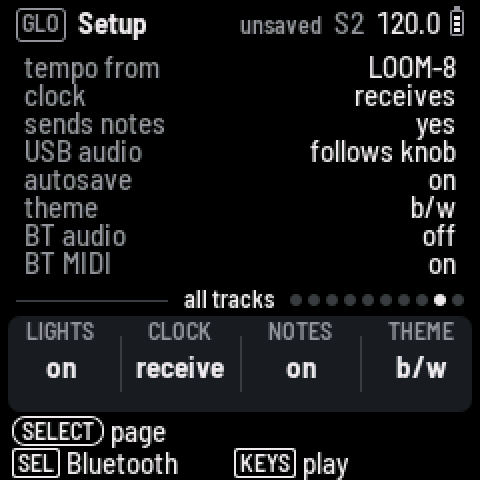 GLO Setup unsaved S2 120.0
tempo from LOOM-8
clock receives
sends notes yes
USB audio follows knob
autosave on
theme b/w
BT audio off
BT MIDI on
all tracks
LIGHTS CLOCK NOTES THEME
on receive on b/w
SELECT page
SEL Bluetooth KEYS play